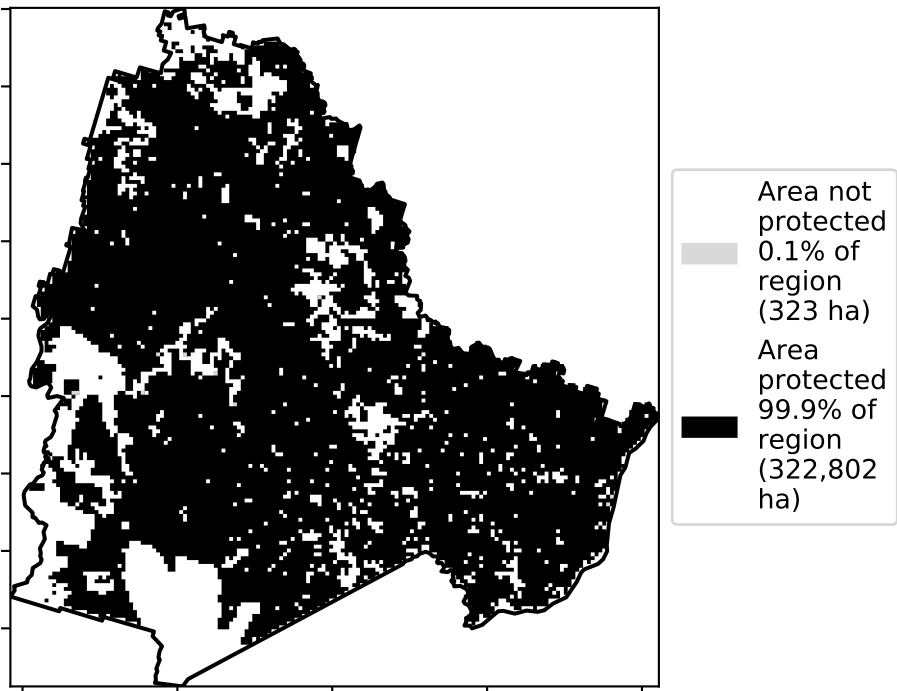 Area not
protected
0.1% of
region
(323 ha)
Area
protected
99.9% of
region
(322,802
ha)